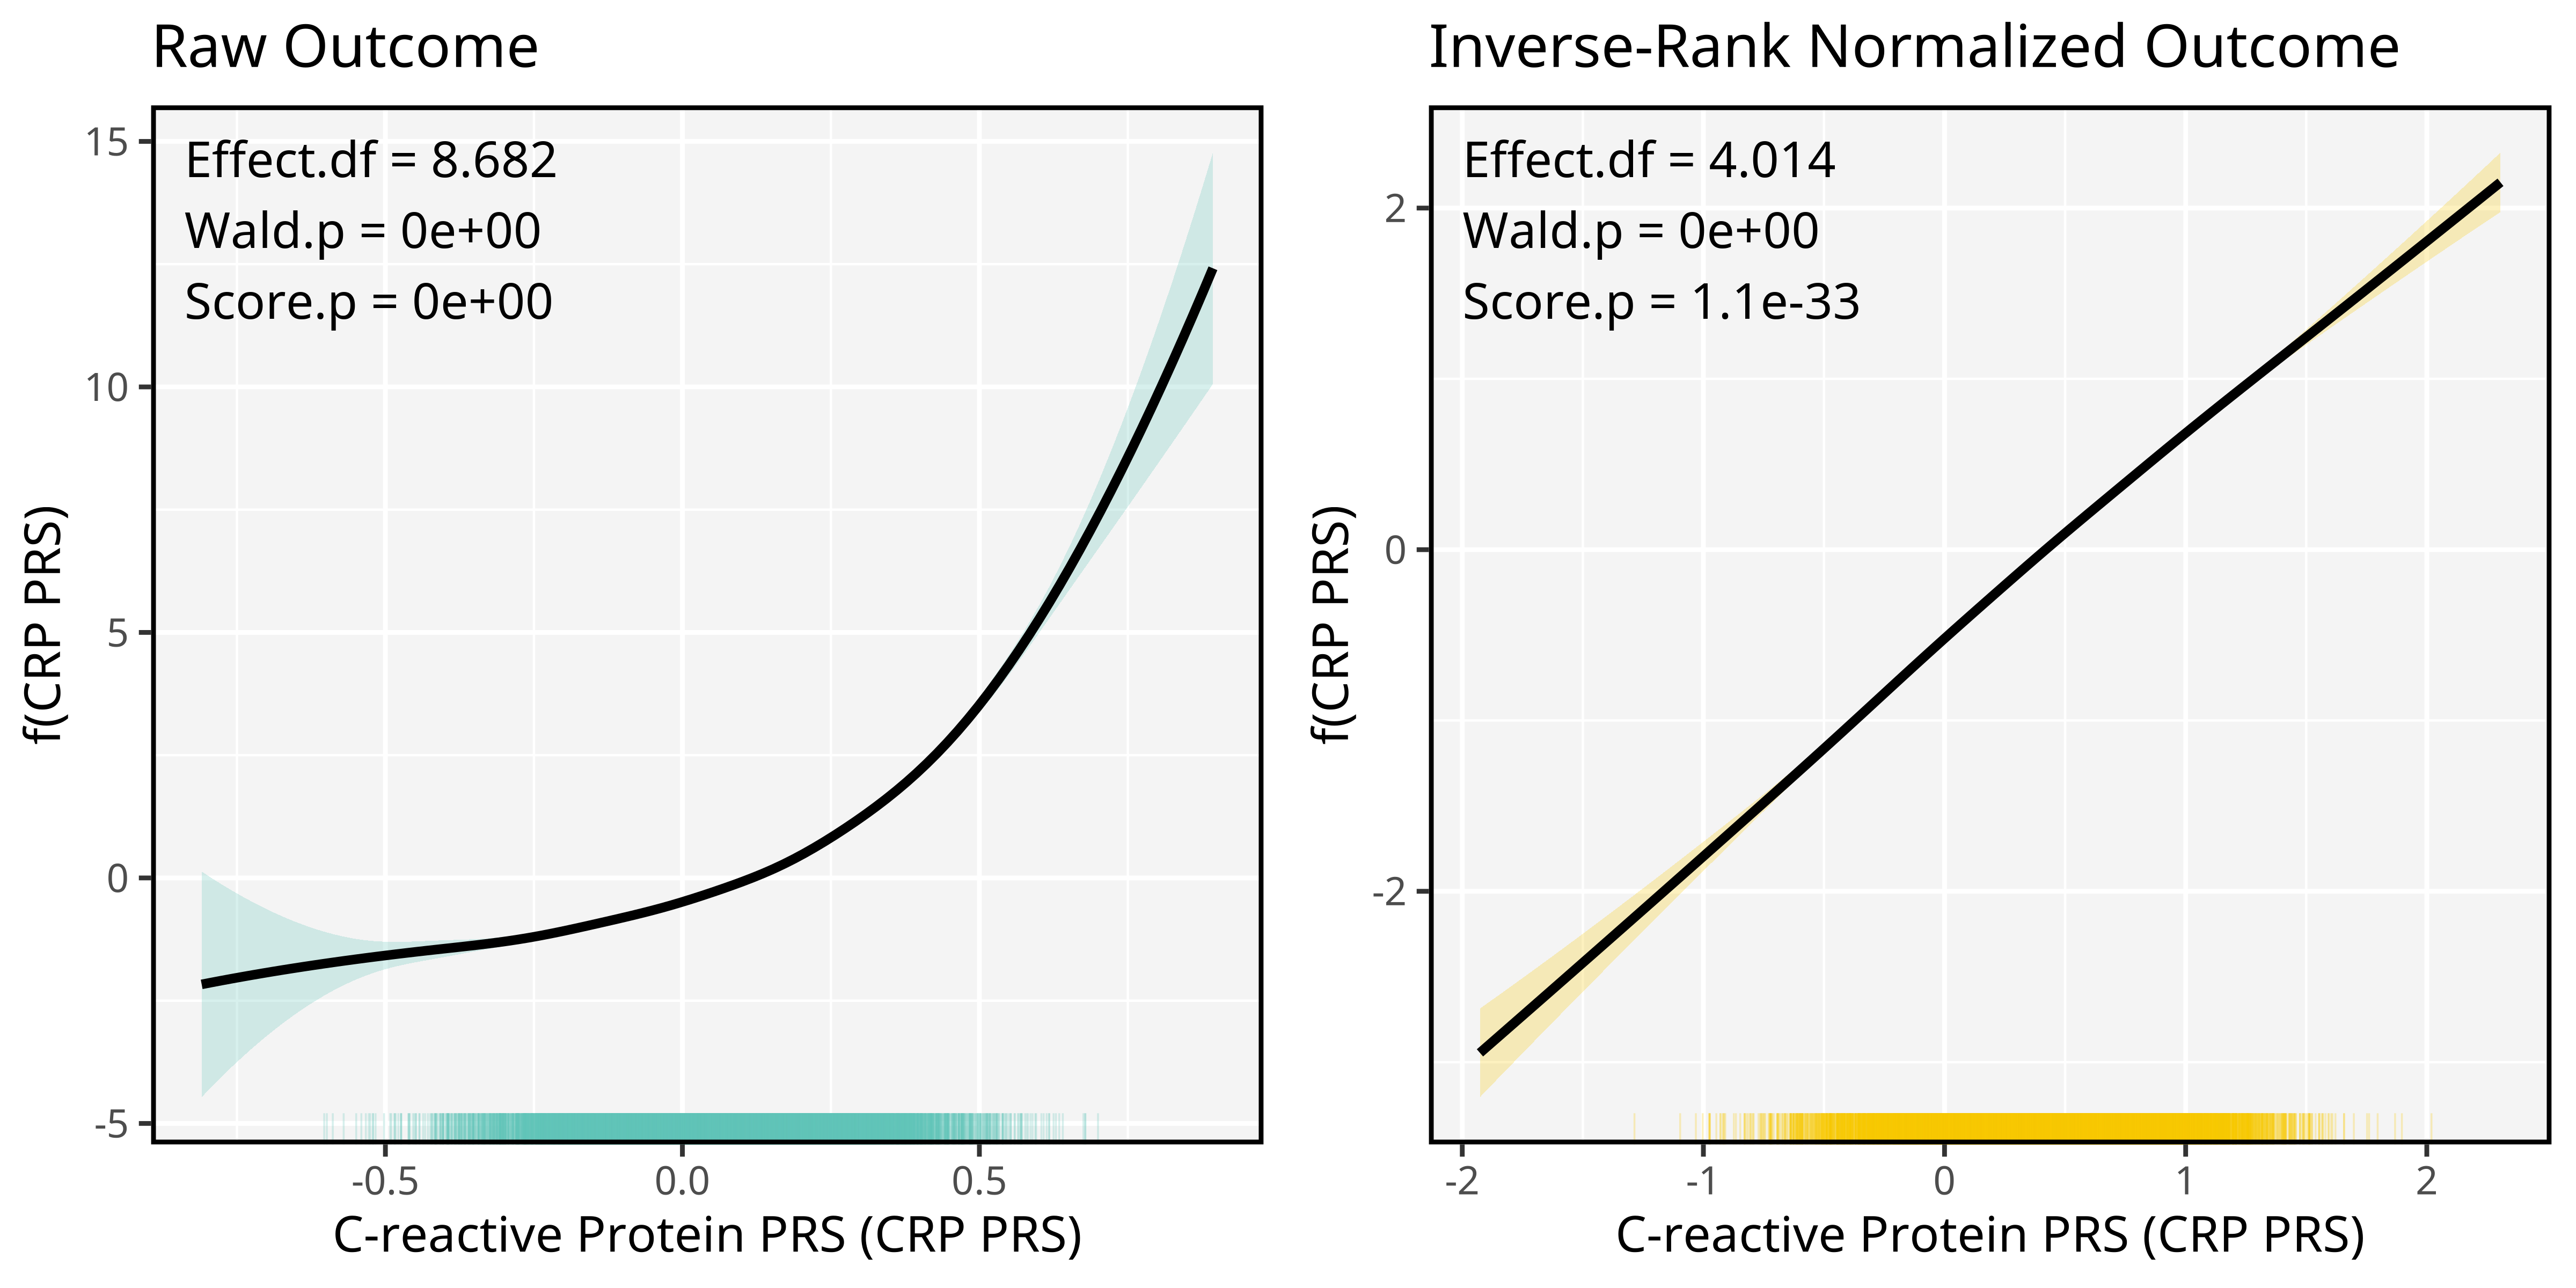 Raw Outcome
Effect.df = 8.682
Wald.p = 0e+00
Score.p = 0e+00
15
10
5
0
-5
f(CRP PRS)
-0.5
0.0
0.5
C-reactive Protein PRS (CRP PRS)
Inverse-Rank Normalized Outcome
Effect.df = 4.014
Wald.p = 0e+00
Score.p = 1.1e-33
2
0
-2
f(CRP PRS)
-2
-1
0
1
2
C-reactive Protein PRS (CRP PRS)